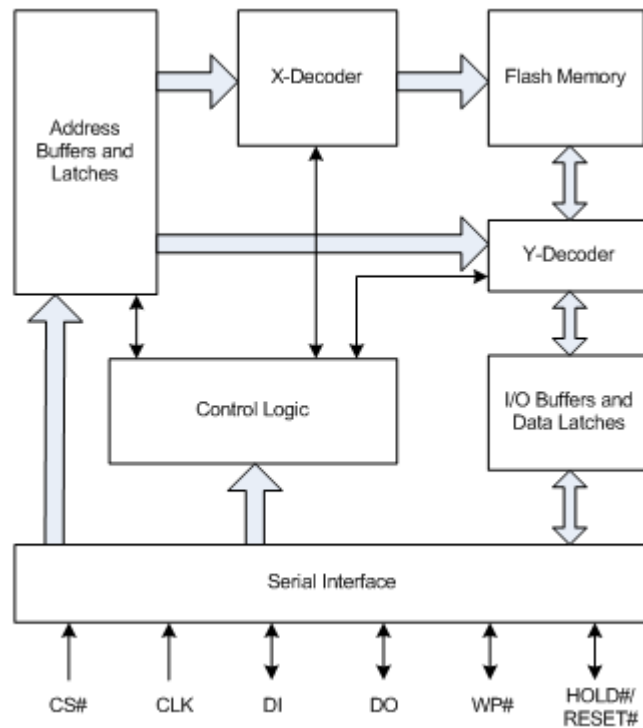 X-Decoder
Flash Memory
Address
Buffers and
Latches
Y-Decoder
Control Logic
I/O Buffers and
Data Latches
Serial Interface
CS#
CLK
DI
DO
WP#
HOLD#/
RESET#